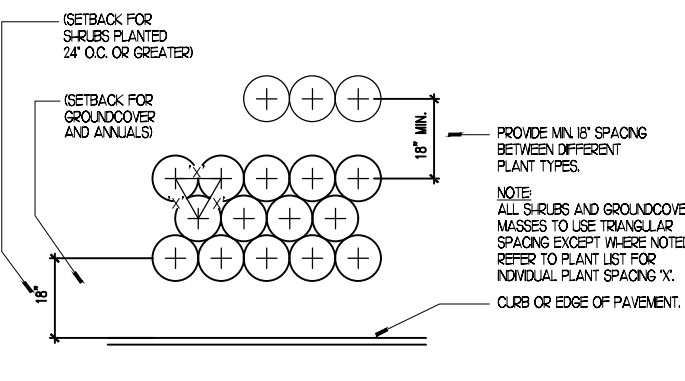 (SETBACK FOR
SHRUBS PLANTED
24" O.C. OR GREATER)
(SETBACK FOR
GROUNDCOVER
AND ANNUALS)
18" MIN.
PROVIDE MIN. 18" SPACING
BETWEEN DIFFERENT
PLANT TYPES.
'X'
'X' 'X'
NOTE:
ALL SHRUBS AND GROUNDCOVE
MASSES TO USE TRIANGULAR
SPACING EXCEPT WHERE NOTE
REFER TO PLANT LIST FOR
INDIVIDUAL PLANT SPACING 'X'.
18"
CURB OR EDGE OF PAVEMENT.